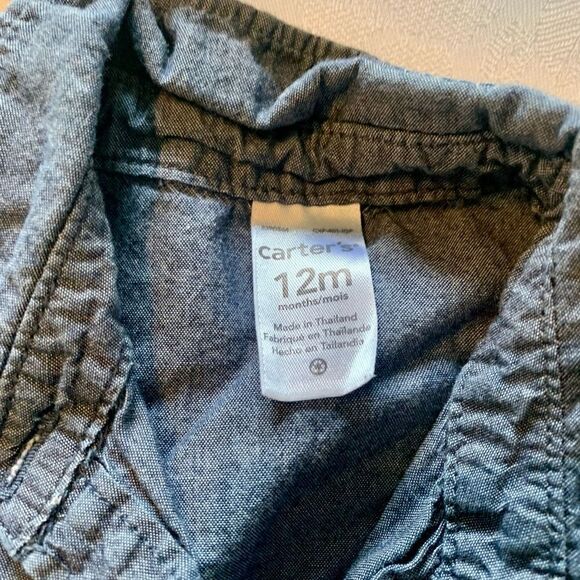 carter's
12m
months/mois
Made in Thailand
Fabriqué en Thaïlande
Hecho en Tailandia